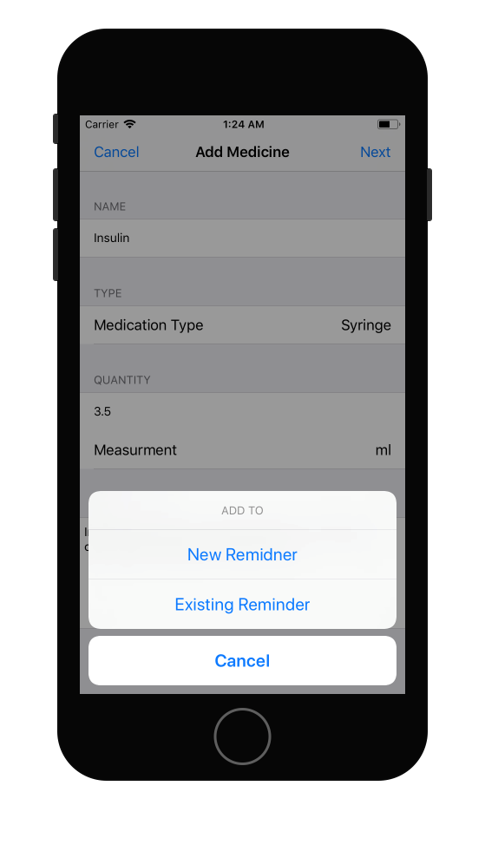 Carrier 1:24 AM
Cancel Add Medicine Next
NAME
Insulin
TYPE
Medication Type Syringe
QUANTITY
3.5
Measurment ml
ADD TO
New Remidner
Existing Reminder
Cancel